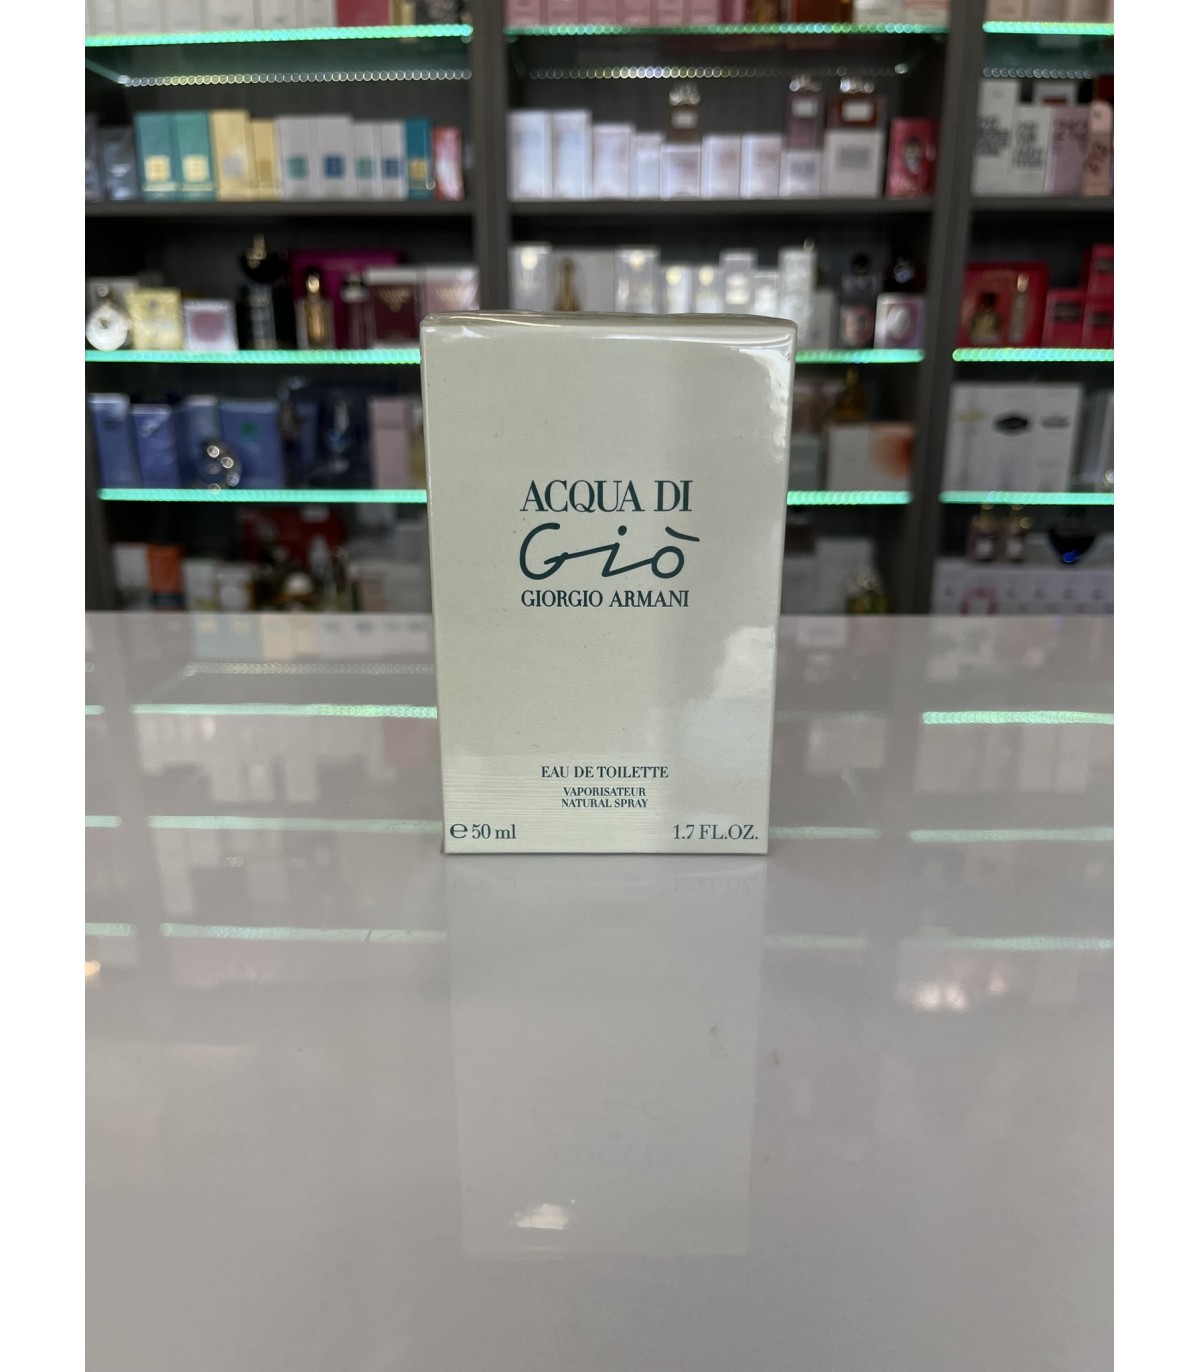 ACQUA DI
Giò
GIORGIO ARMANI
EAU DE TOILETTE
VAPORISATEUR
NATURAL SPRAY
℮ 50 ml 1.7 FL.OZ.